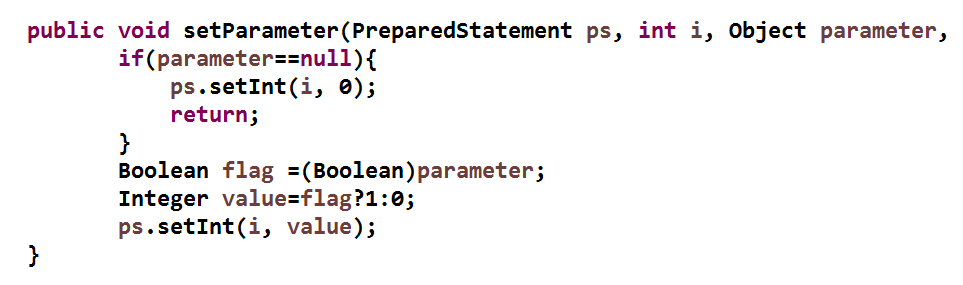 public void setParameter(PreparedStatement ps, int i, Object parameter,
if(parameter==null){
ps.setInt(i, 0);
return;
}
Boolean flag =(Boolean)parameter;
Integer value=flag?1:0;
ps.setInt(i, value);
}